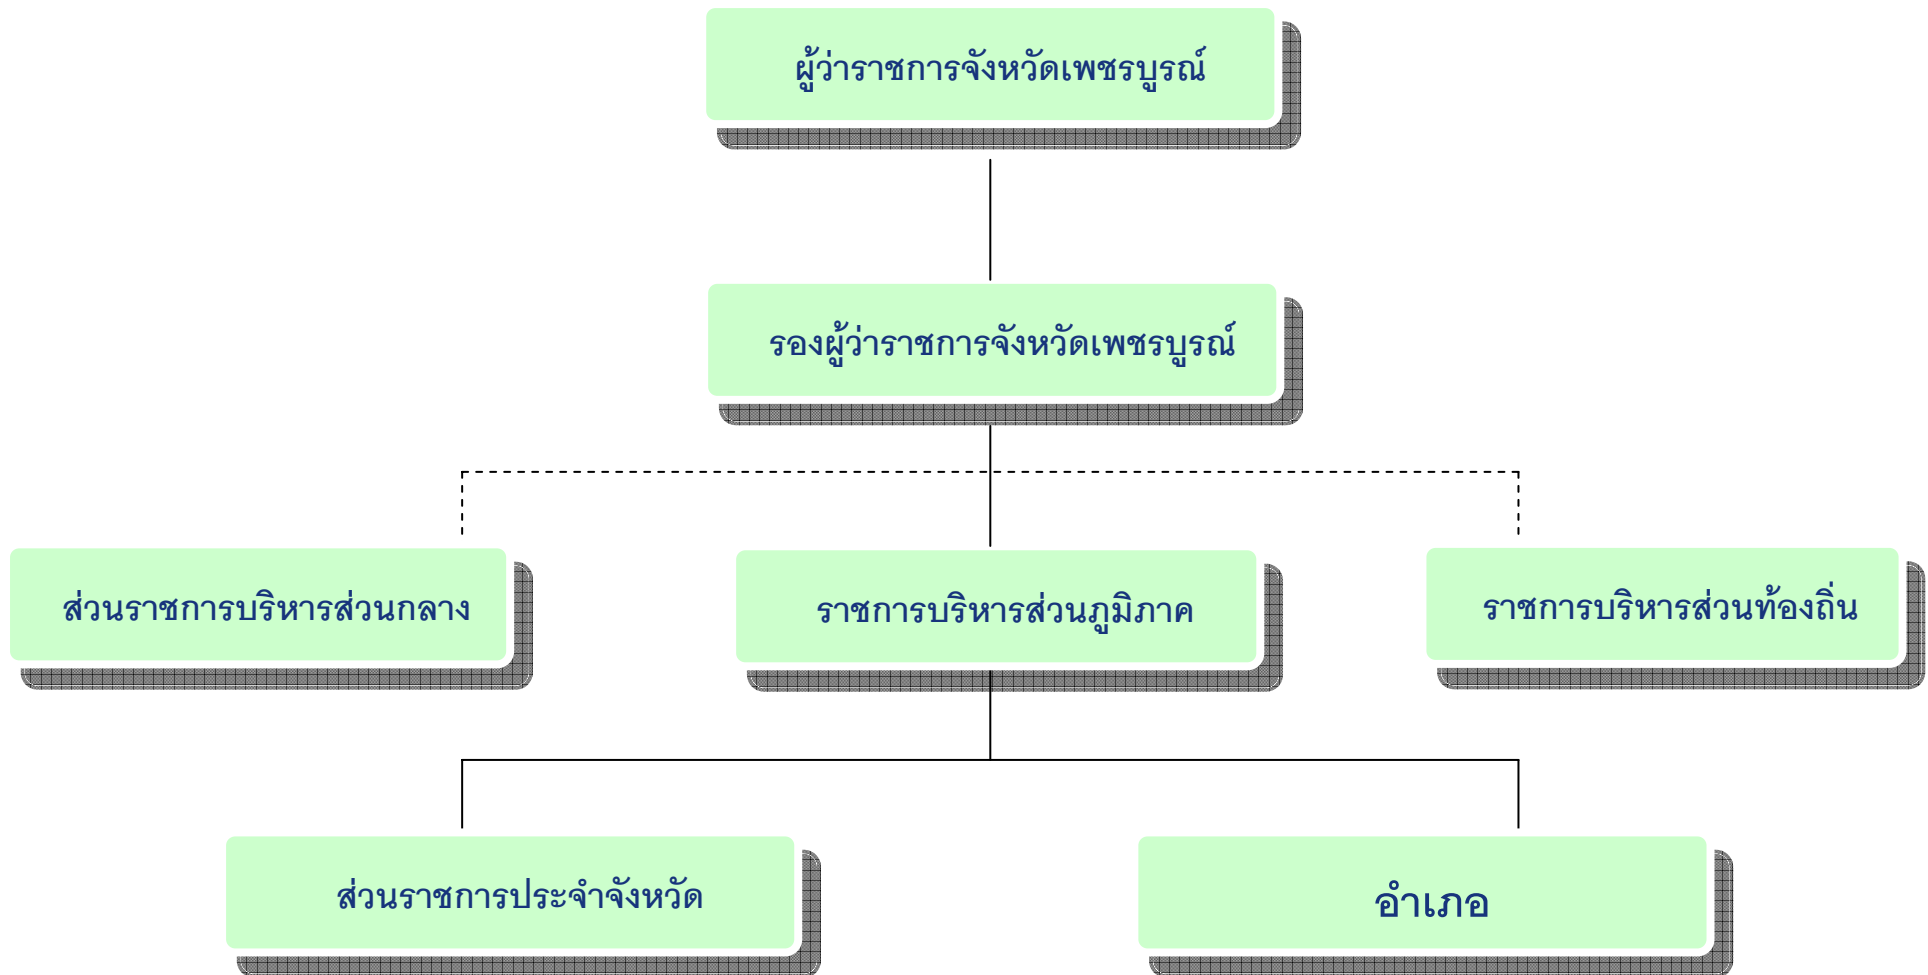 ผู้ว่าราชการจังหวัดเพชรบูรณ์
รองผู้ว่าราชการจังหวัดเพชรบูรณ์
ส่วนราชการบริหารส่วนกลาง
ราชการบริหารส่วนภูมิภาค
ราชการบริหารส่วนท้องถิ่น
ส่วนราชการประจำจังหวัด
อำเภอ